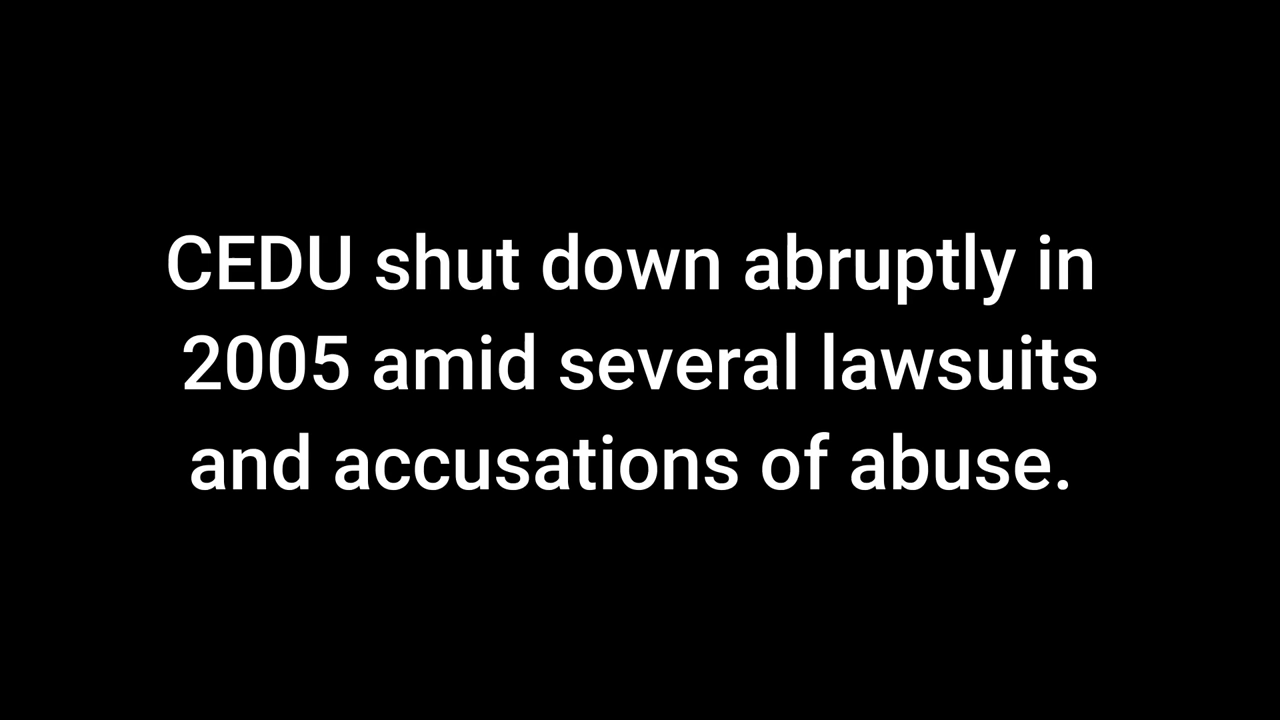 CEDU shut down abruptly in
2005 amid several lawsuits
and accusations of abuse.